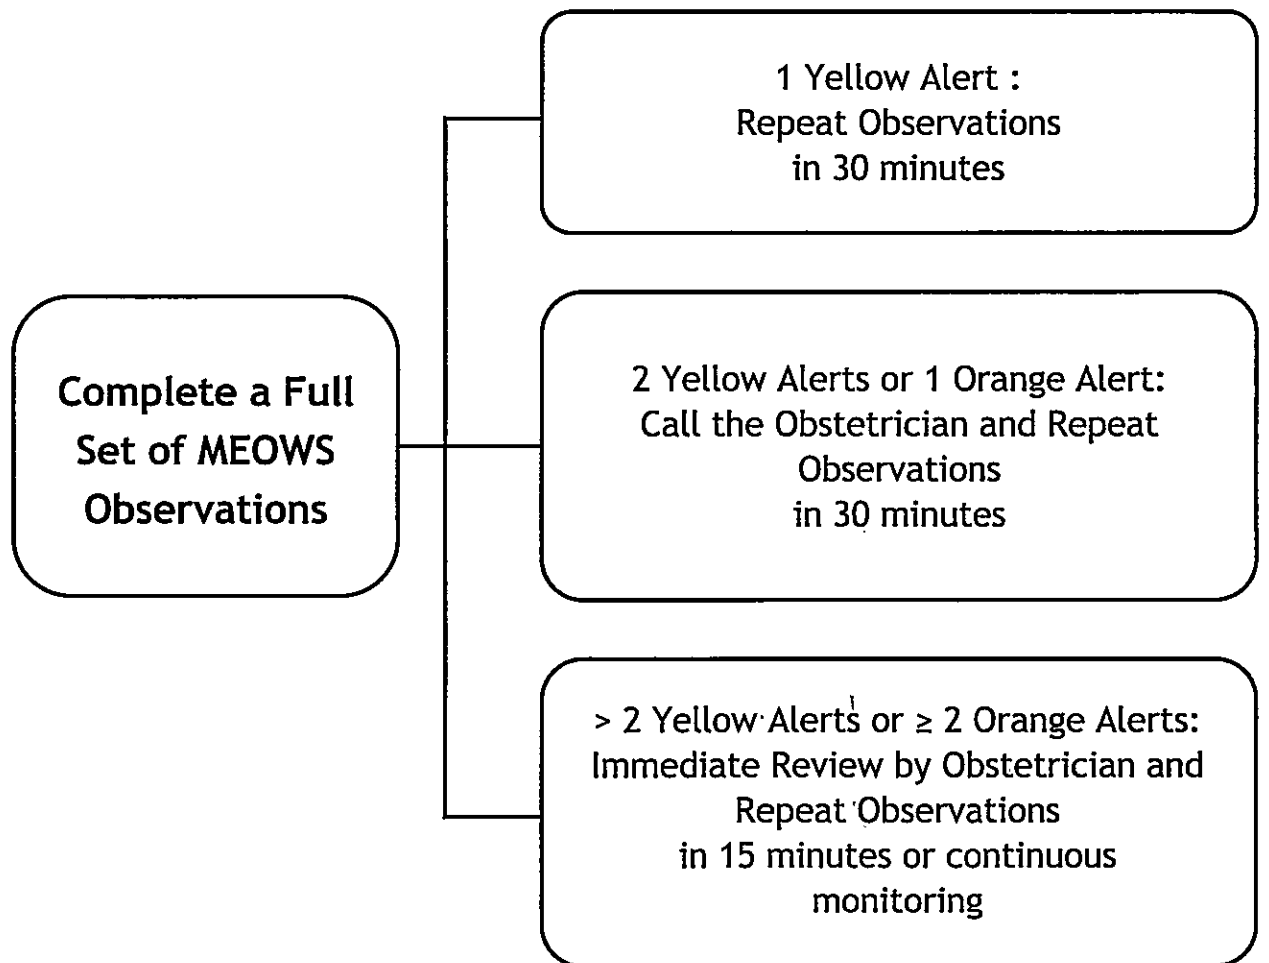 Complete a Full
Set of MEOWS
Observations
1 Yellow Alert :
Repeat Observations
in 30 minutes
2 Yellow Alerts or 1 Orange Alert:
Call the Obstetrician and Repeat
Observations
in 30 minutes
> 2 Yellow Alerts or ≥ 2 Orange Alerts:
Immediate Review by Obstetrician and
Repeat Observations
in 15 minutes or continuous
monitoring